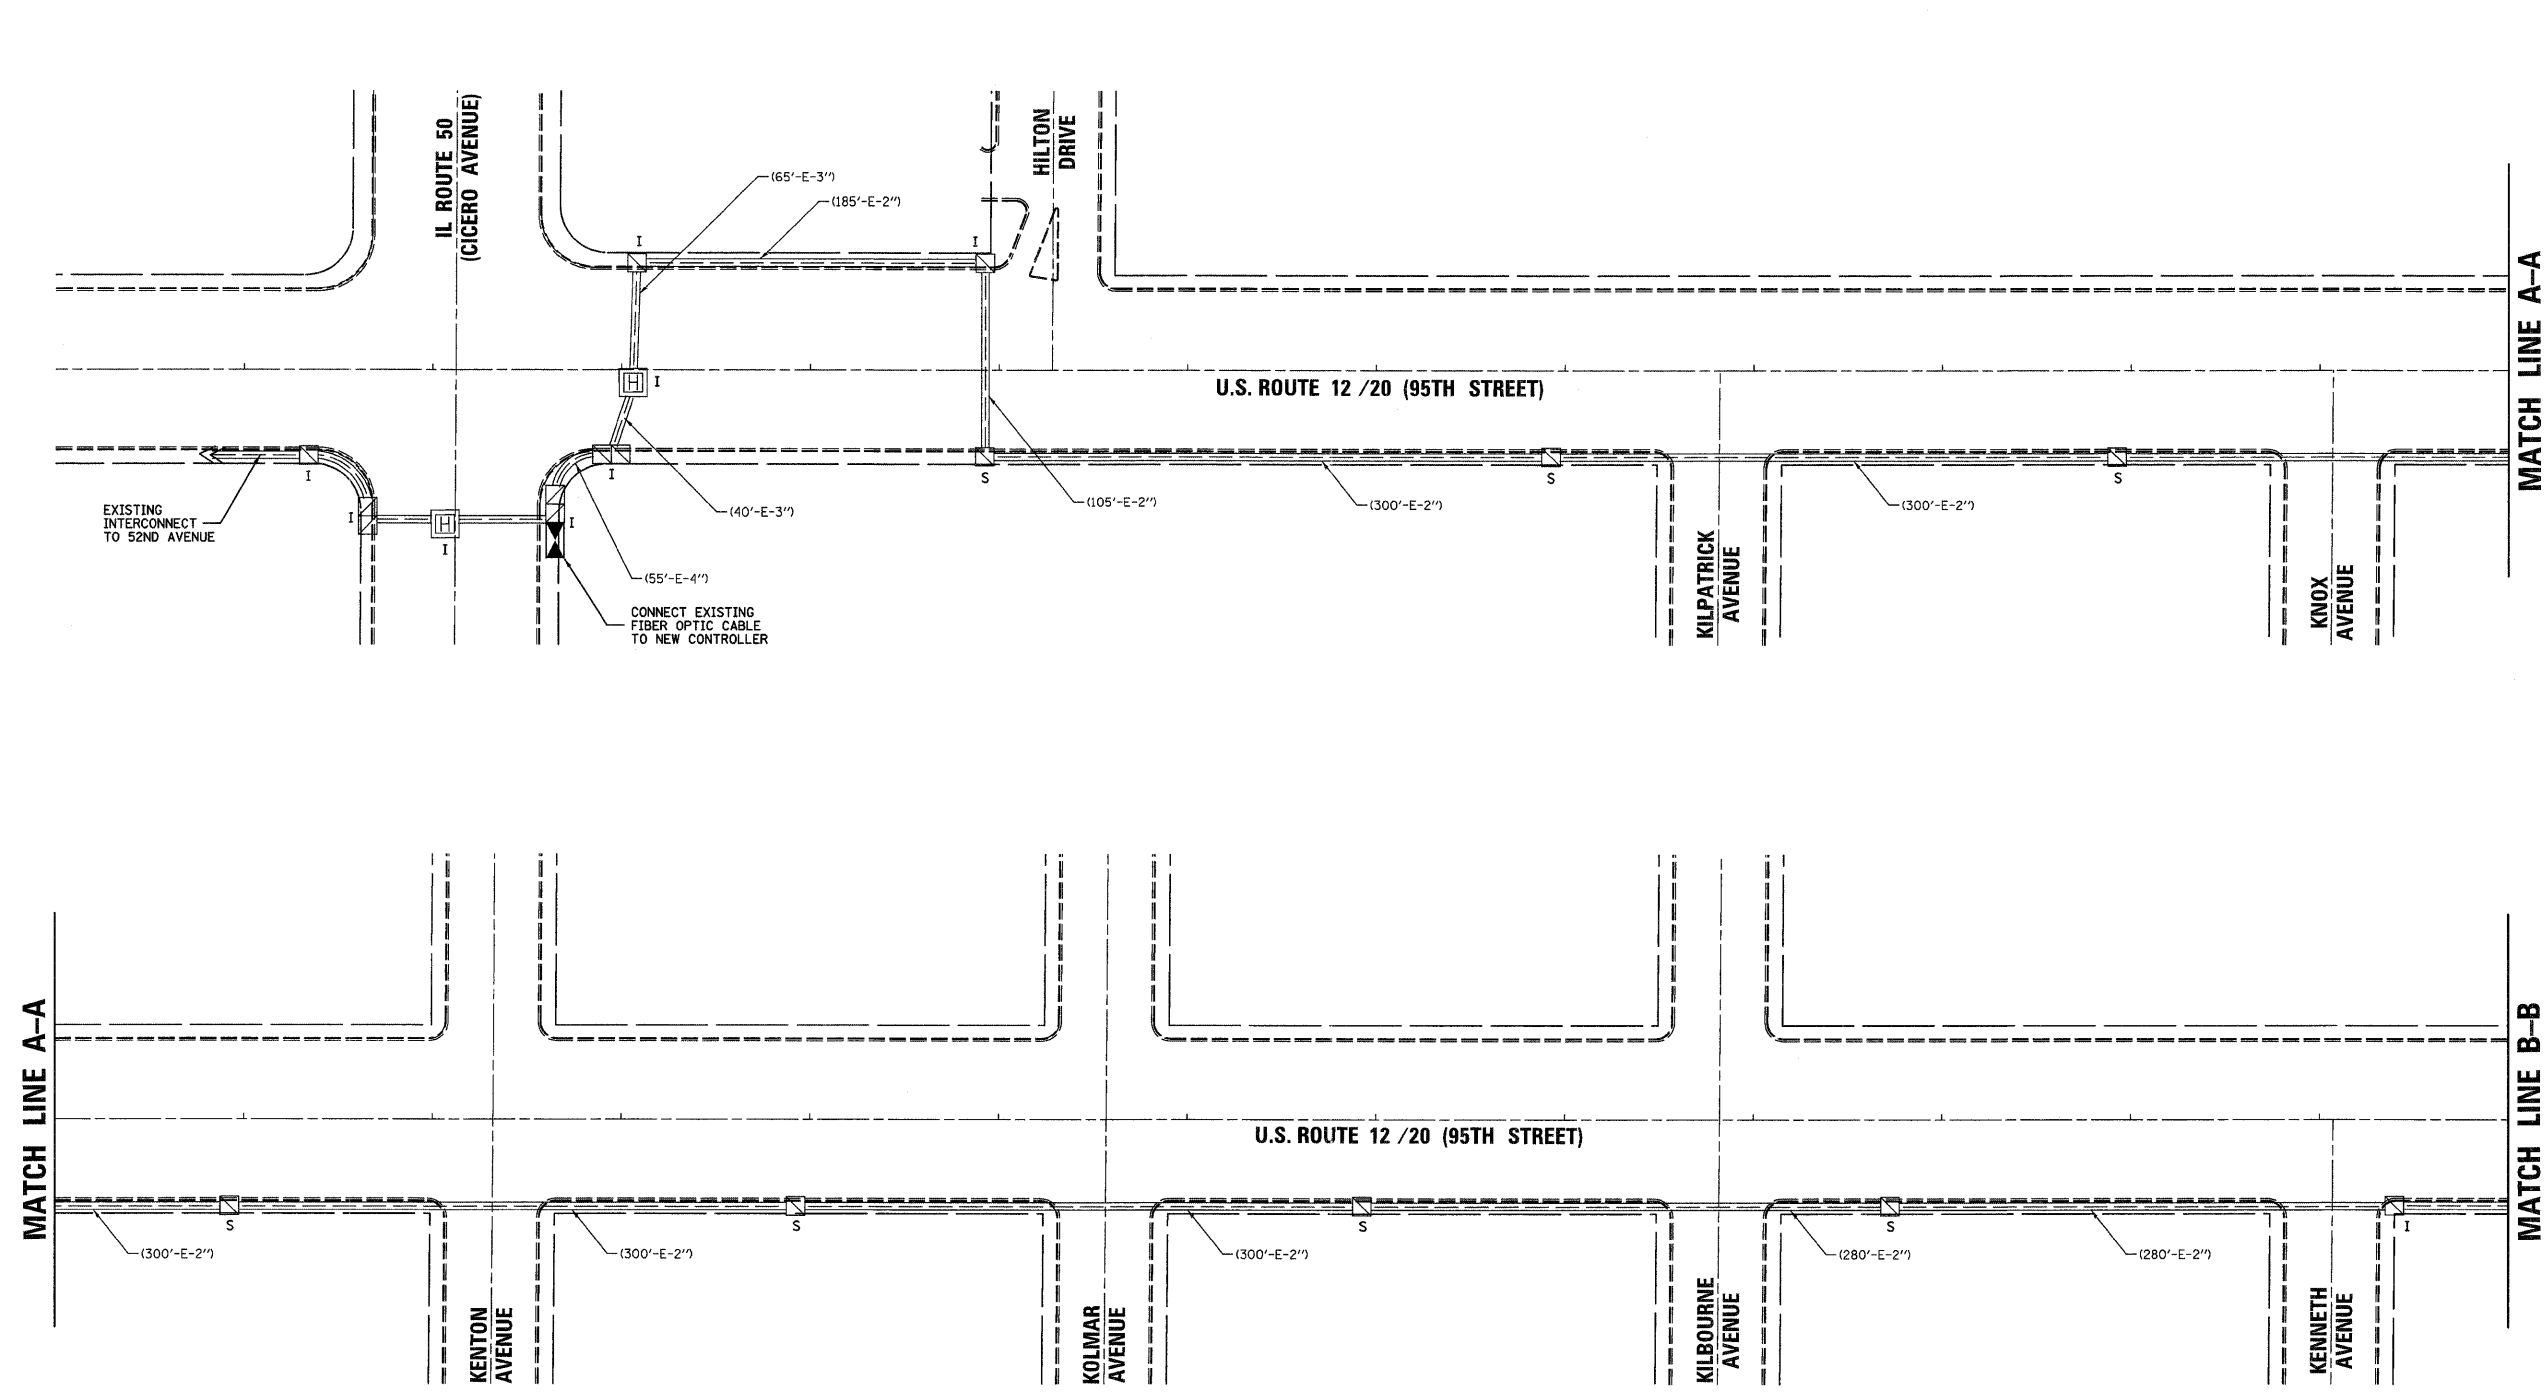 IL ROUTE 50
(CICERO AVENUE)
HILTON
DRIVE
(65'-E-3")
(185'-E-2")
I
I
MATCH LINE A–A
I
U.S. ROUTE 12 /20 (95TH STREET)
I
I
S
S
S
EXISTING
INTERCONNECT
TO 52ND AVENUE
I
H
H
I
I
(40'-E-3")
(105'-E-2")
(300'-E-2")
(300'-E-2")
(55'-E-4")
CONNECT EXISTING
FIBER OPTIC CABLE
TO NEW CONTROLLER
KILPATRICK
AVENUE
KNOX
AVENUE
MATCH LINE A–A
MATCH LINE B–B
U.S. ROUTE 12 /20 (95TH STREET)
S
S
S
S
I
(300'-E-2")
(300'-E-2")
(300'-E-2")
(280'-E-2")
(280'-E-2")
KENTON
AVENUE
KOLMAR
AVENUE
KILBOURNE
AVENUE
KENNETH
AVENUE